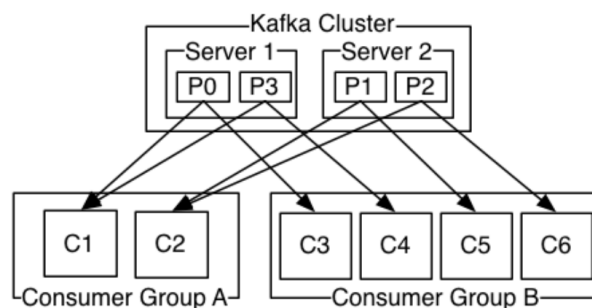 Kafka Cluster
Server 1
Server 2
P0
P3
P1
P2
C1
C2
C3
C4
C5
C6
Consumer Group A
Consumer Group B